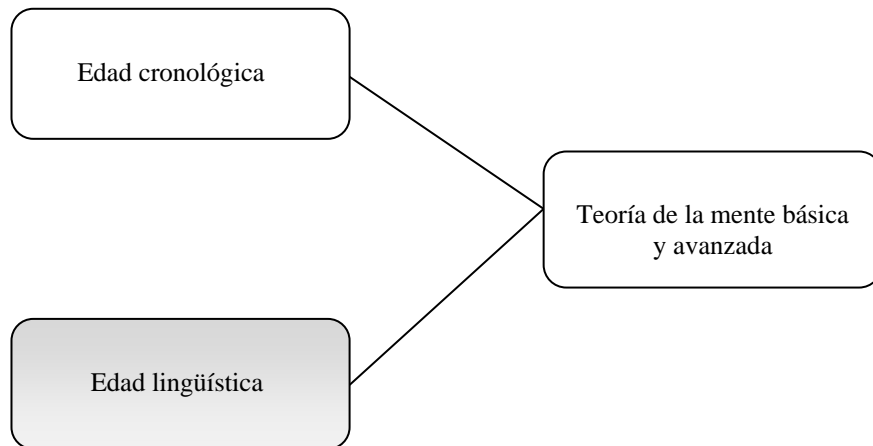 Edad cronológica
Teoría de la mente básica
y avanzada
Edad lingüística